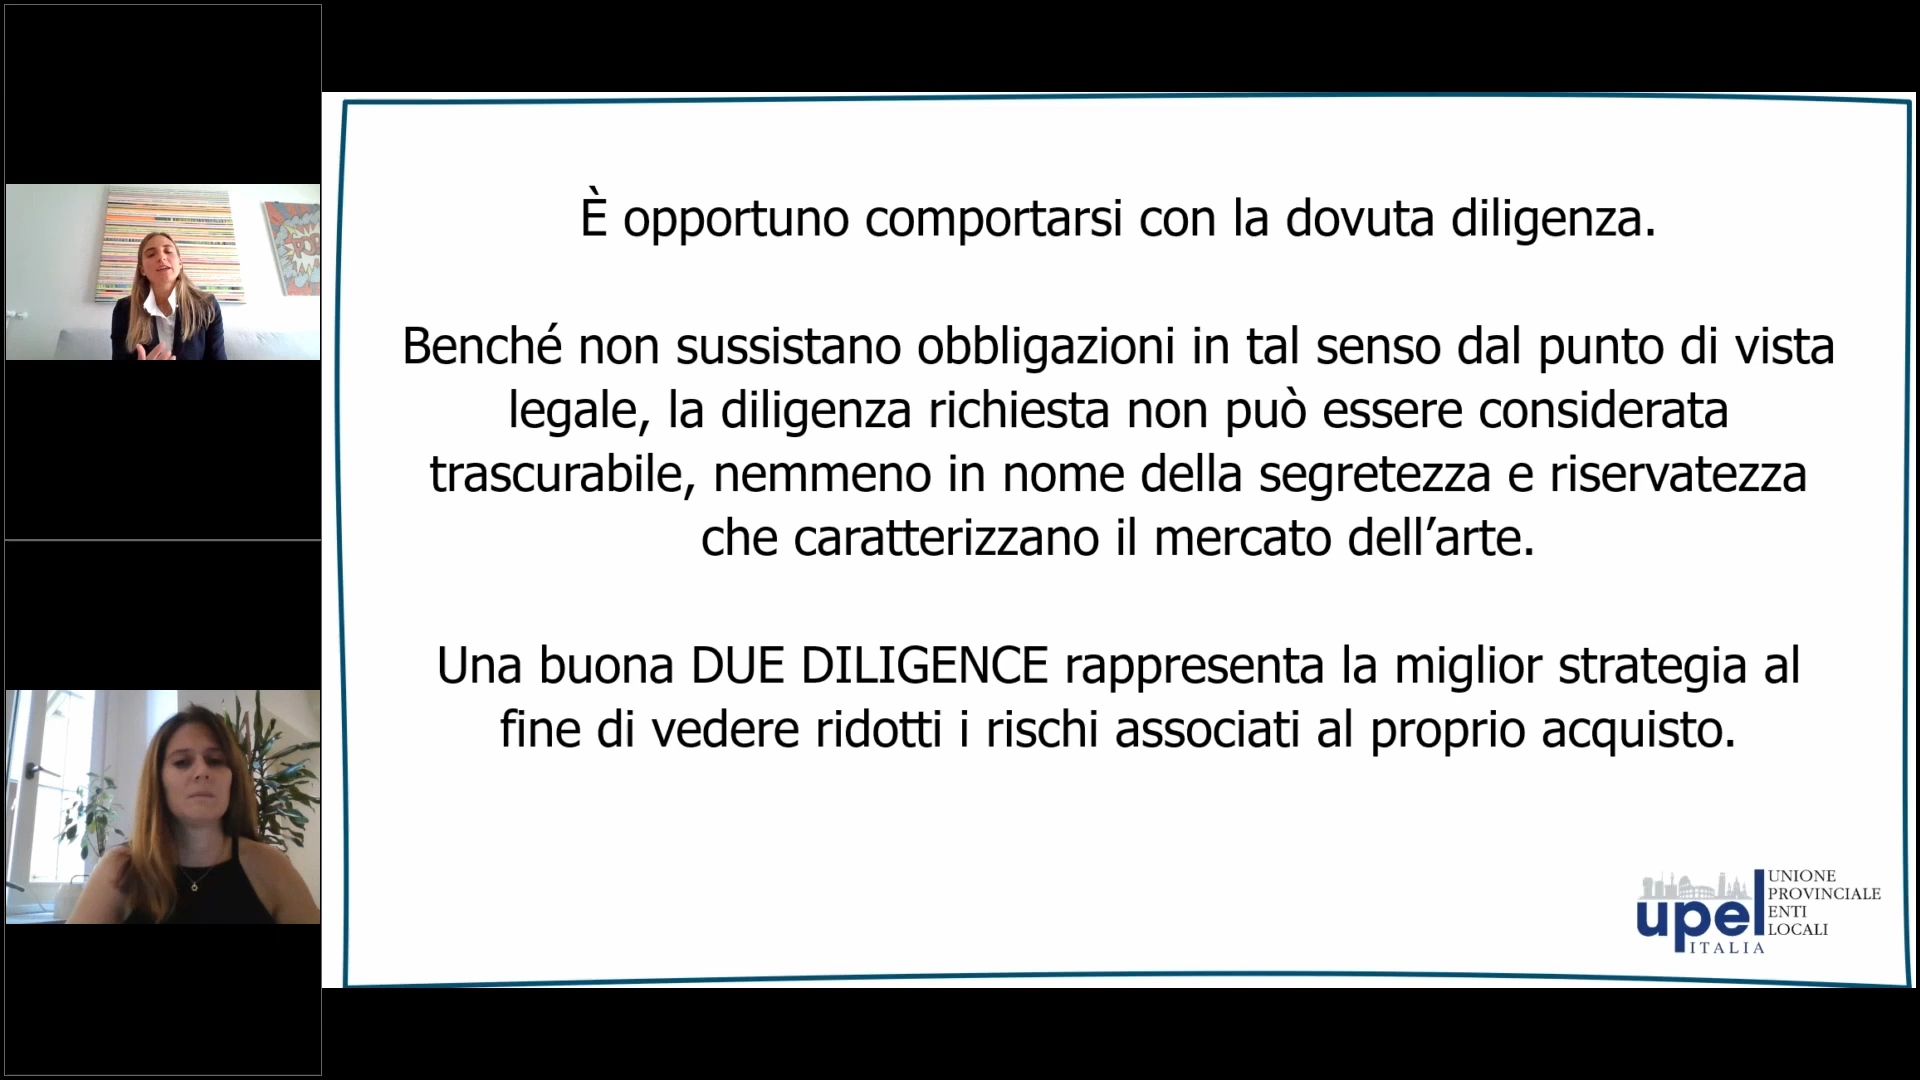 È opportuno comportarsi con la dovuta diligenza.
Benché non sussistano obbligazioni in tal senso dal punto di vista
legale, la diligenza richiesta non può essere considerata
trascurabile, nemmeno in nome della segretezza e riservatezza
che caratterizzano il mercato dell’arte.
Una buona DUE DILIGENCE rappresenta la miglior strategia al
fine di vedere ridotti i rischi associati al proprio acquisto.
upel
ITALIA
UNIONE
PROVINCIALE
ENTI
LOCALI
POP